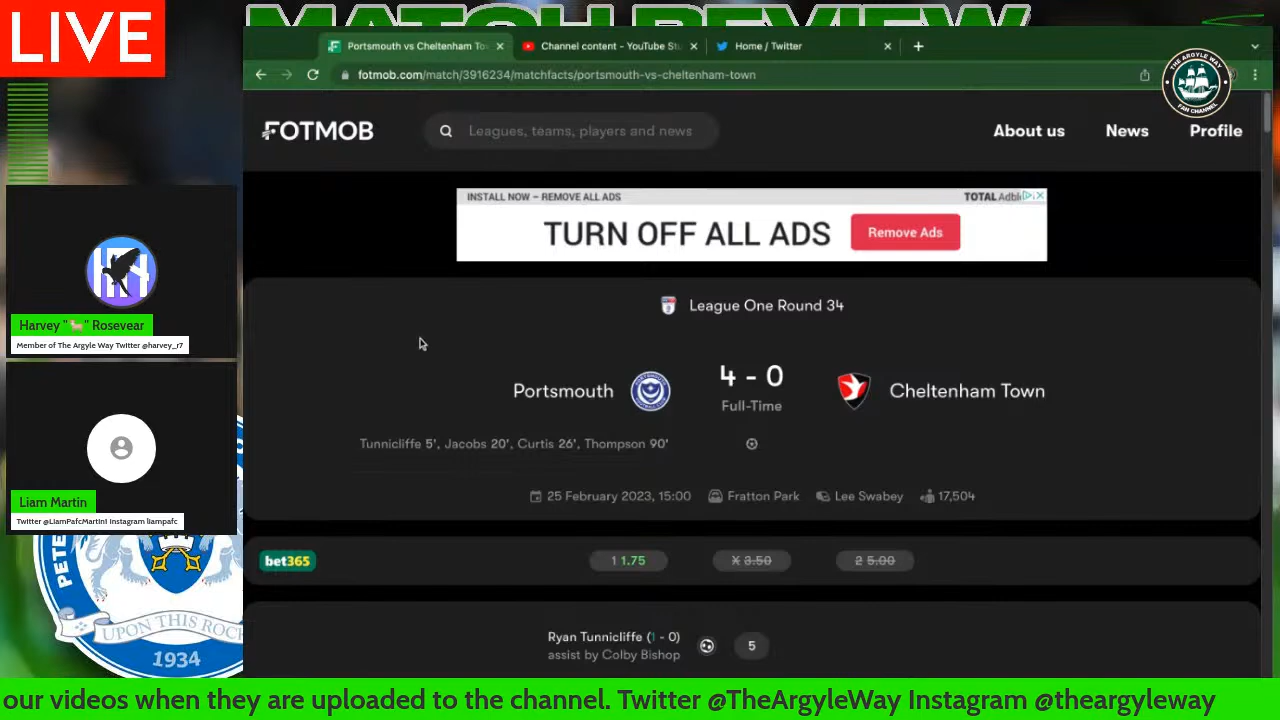 MATCH REVIEW
LIVE
Portsmouth vs Cheltenham To
Channel content - YouTube St
Home / Twitter
fotmob.com/match/3916234/matchfacts/portsmouth-vs-cheltenham-town
THE ARGYLE WAY
FAN CHANNEL
FOTMOB
Leagues, teams, players and news
About us
News
Profile
INSTALL NOW – REMOVE ALL ADS
TOTAL Adbl
TURN OFF ALL ADS
Remove Ads
League One Round 34
Portsmouth
4 - 0
Cheltenham Town
Full-Time
Tunnicliffe 5', Jacobs 20', Curtis 26', Thompson 90'
25 February 2023, 15:00
Fratton Park
Lee Swabey
17,504
bet365
1 1.75
X 3.50
2 5.00
Ryan Tunnicliffe (1 - 0)
assist by Colby Bishop
5
Harvey "🐐" Rosevear
Member of The Argyle Way Twitter @harvey_r7
Liam Martin
Twitter @LiamPafcMartin1 Instagram liampafc
PETE
UPON THIS ROCK
1934
our videos when they are uploaded to the channel. Twitter @TheArgyleWay Instagram @theargyleway